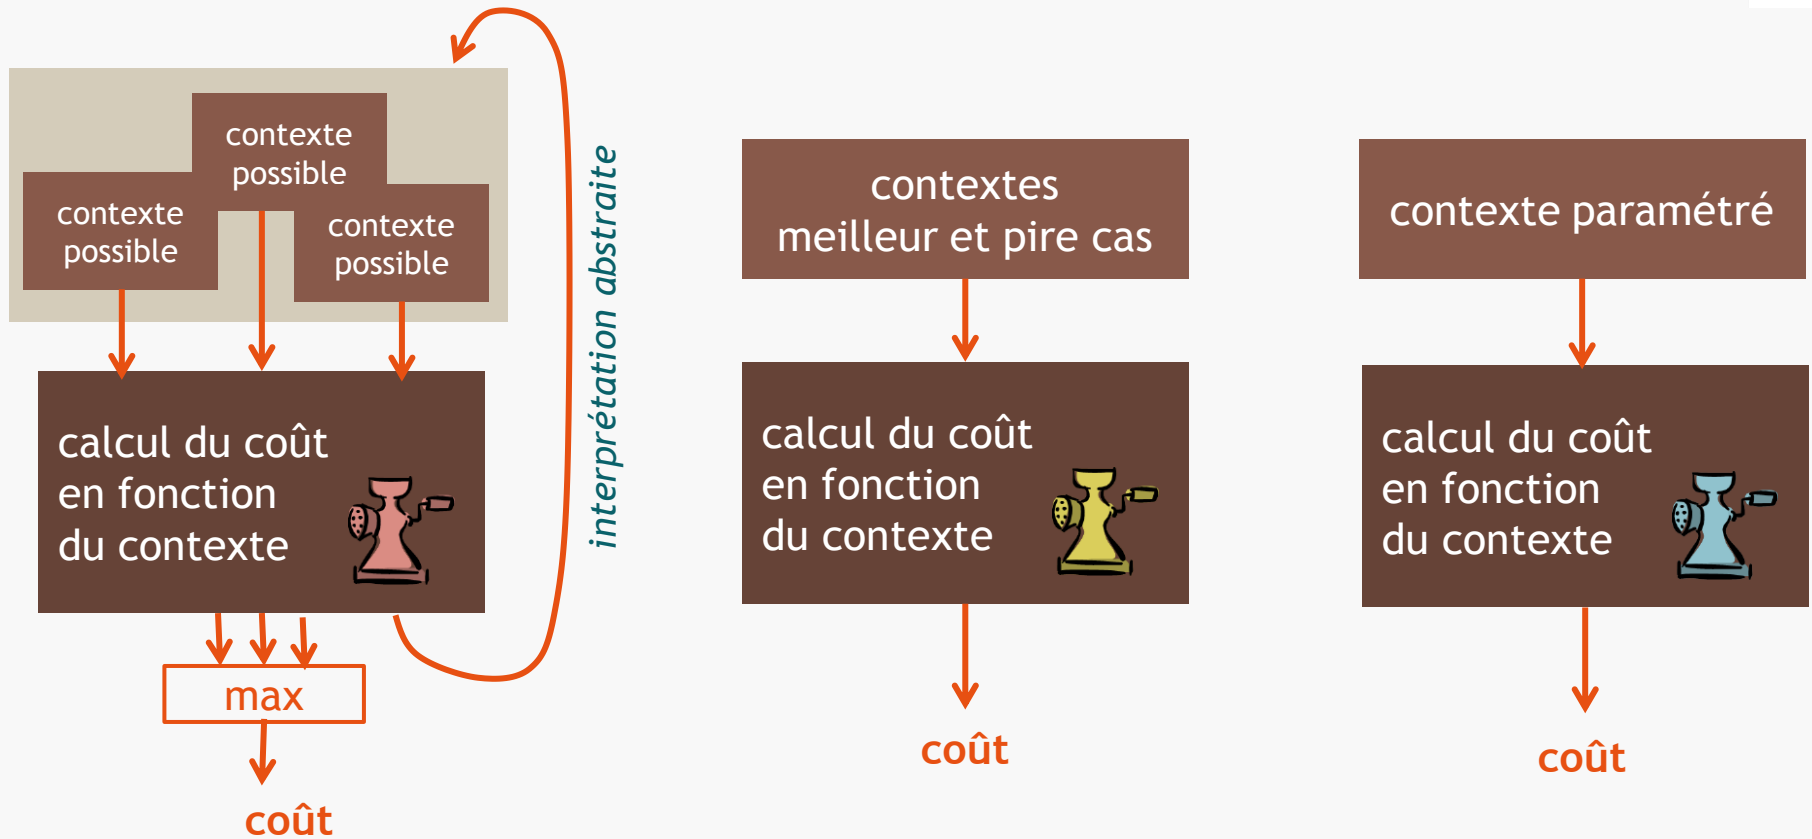 contexte
possible
contexte
possible
contexte
possible
calcul du coût
en fonction
du contexte
max
coût
interprétation abstraite
contextes
meilleur et pire cas
calcul du coût
en fonction
du contexte
coût
contexte paramétré
calcul du coût
en fonction
du contexte
coût